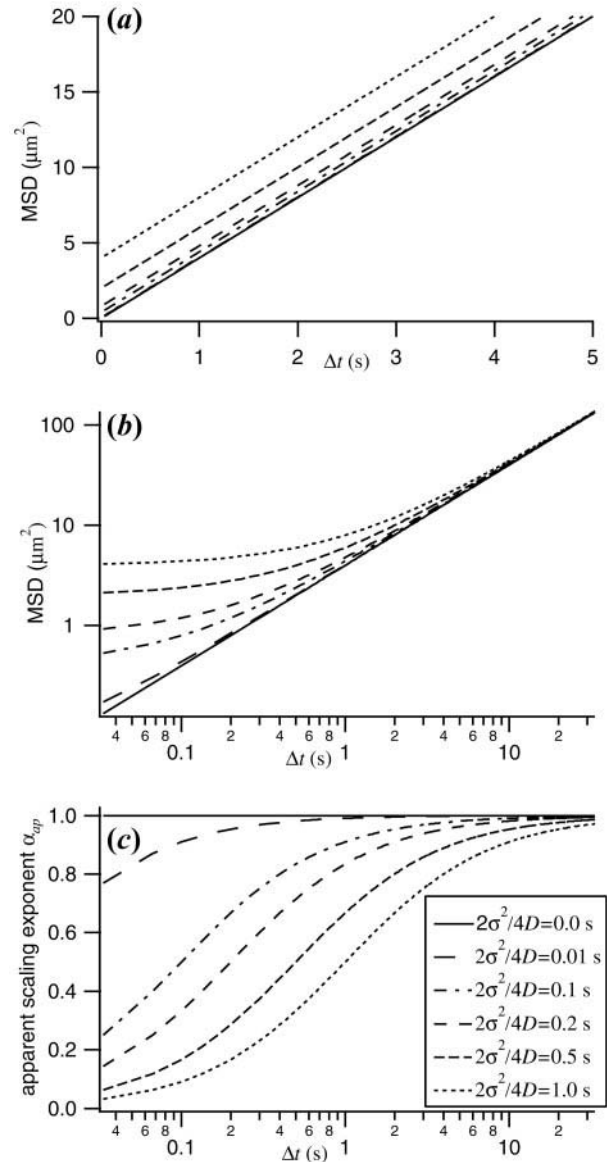 (a)
20
15
10
5
0
MSD (μm²)
0 1 2 3 4 5
Δt (s)
(b)
100
10
1
MSD (μm²)
4 6 8 0.1 2 4 6 8 1 2 4 6 8 10 2
Δt (s)
(c)
1.0
0.8
0.6
0.4
0.2
0.0
apparent scaling exponent αap
2σ²/4D=0.0 s
2σ²/4D=0.01 s
2σ²/4D=0.1 s
2σ²/4D=0.2 s
2σ²/4D=0.5 s
2σ²/4D=1.0 s
4 6 8 0.1 2 4 6 8 1 2 4 6 8 10 2
Δt (s)